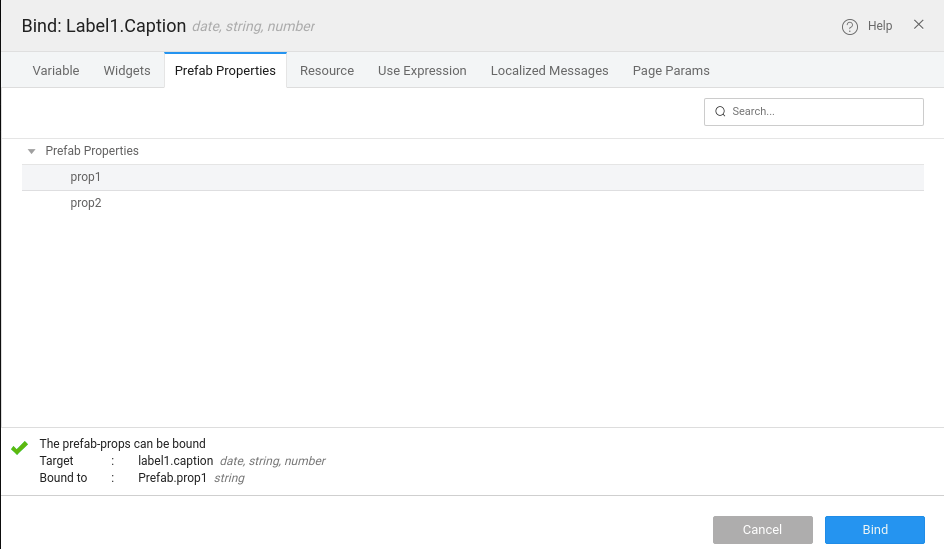 Bind: Label1.Caption date, string, number
Help
Variable Widgets Prefab Properties Resource Use Expression Localized Messages Page Params
Search...
Prefab Properties
prop1
prop2
The prefab-props can be bound
Target : label1.caption date, string, number
Bound to : Prefab.prop1 string
Cancel Bind